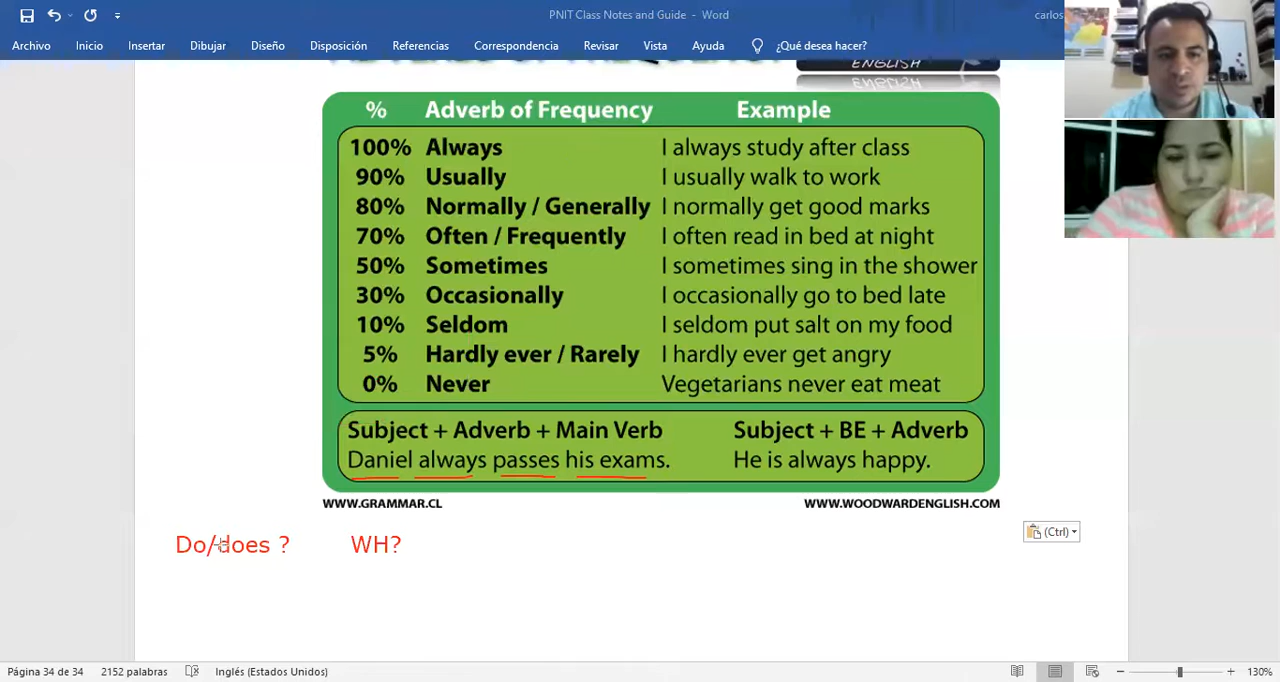 PNIT Class Notes and Guide - Word
carlos
Archivo Inicio Insertar Dibujar Diseño Disposición Referencias Correspondencia Revisar Vista Ayuda ¿Qué desea hacer?
ADVERBS OF FREQUENCY
ENGLISH
% Adverb of Frequency Example
100% Always I always study after class
90% Usually I usually walk to work
80% Normally / Generally I normally get good marks
70% Often / Frequently I often read in bed at night
50% Sometimes I sometimes sing in the shower
30% Occasionally I occasionally go to bed late
10% Seldom I seldom put salt on my food
5% Hardly ever / Rarely I hardly ever get angry
0% Never Vegetarians never eat meat
Subject + Adverb + Main Verb Subject + BE + Adverb
Daniel always passes his exams. He is always happy.
WWW.GRAMMAR.CL WWW.WOODWARDENGLISH.COM
(Ctrl)
Do/does ? WH?
Página 34 de 34 2152 palabras Inglés (Estados Unidos) 130%